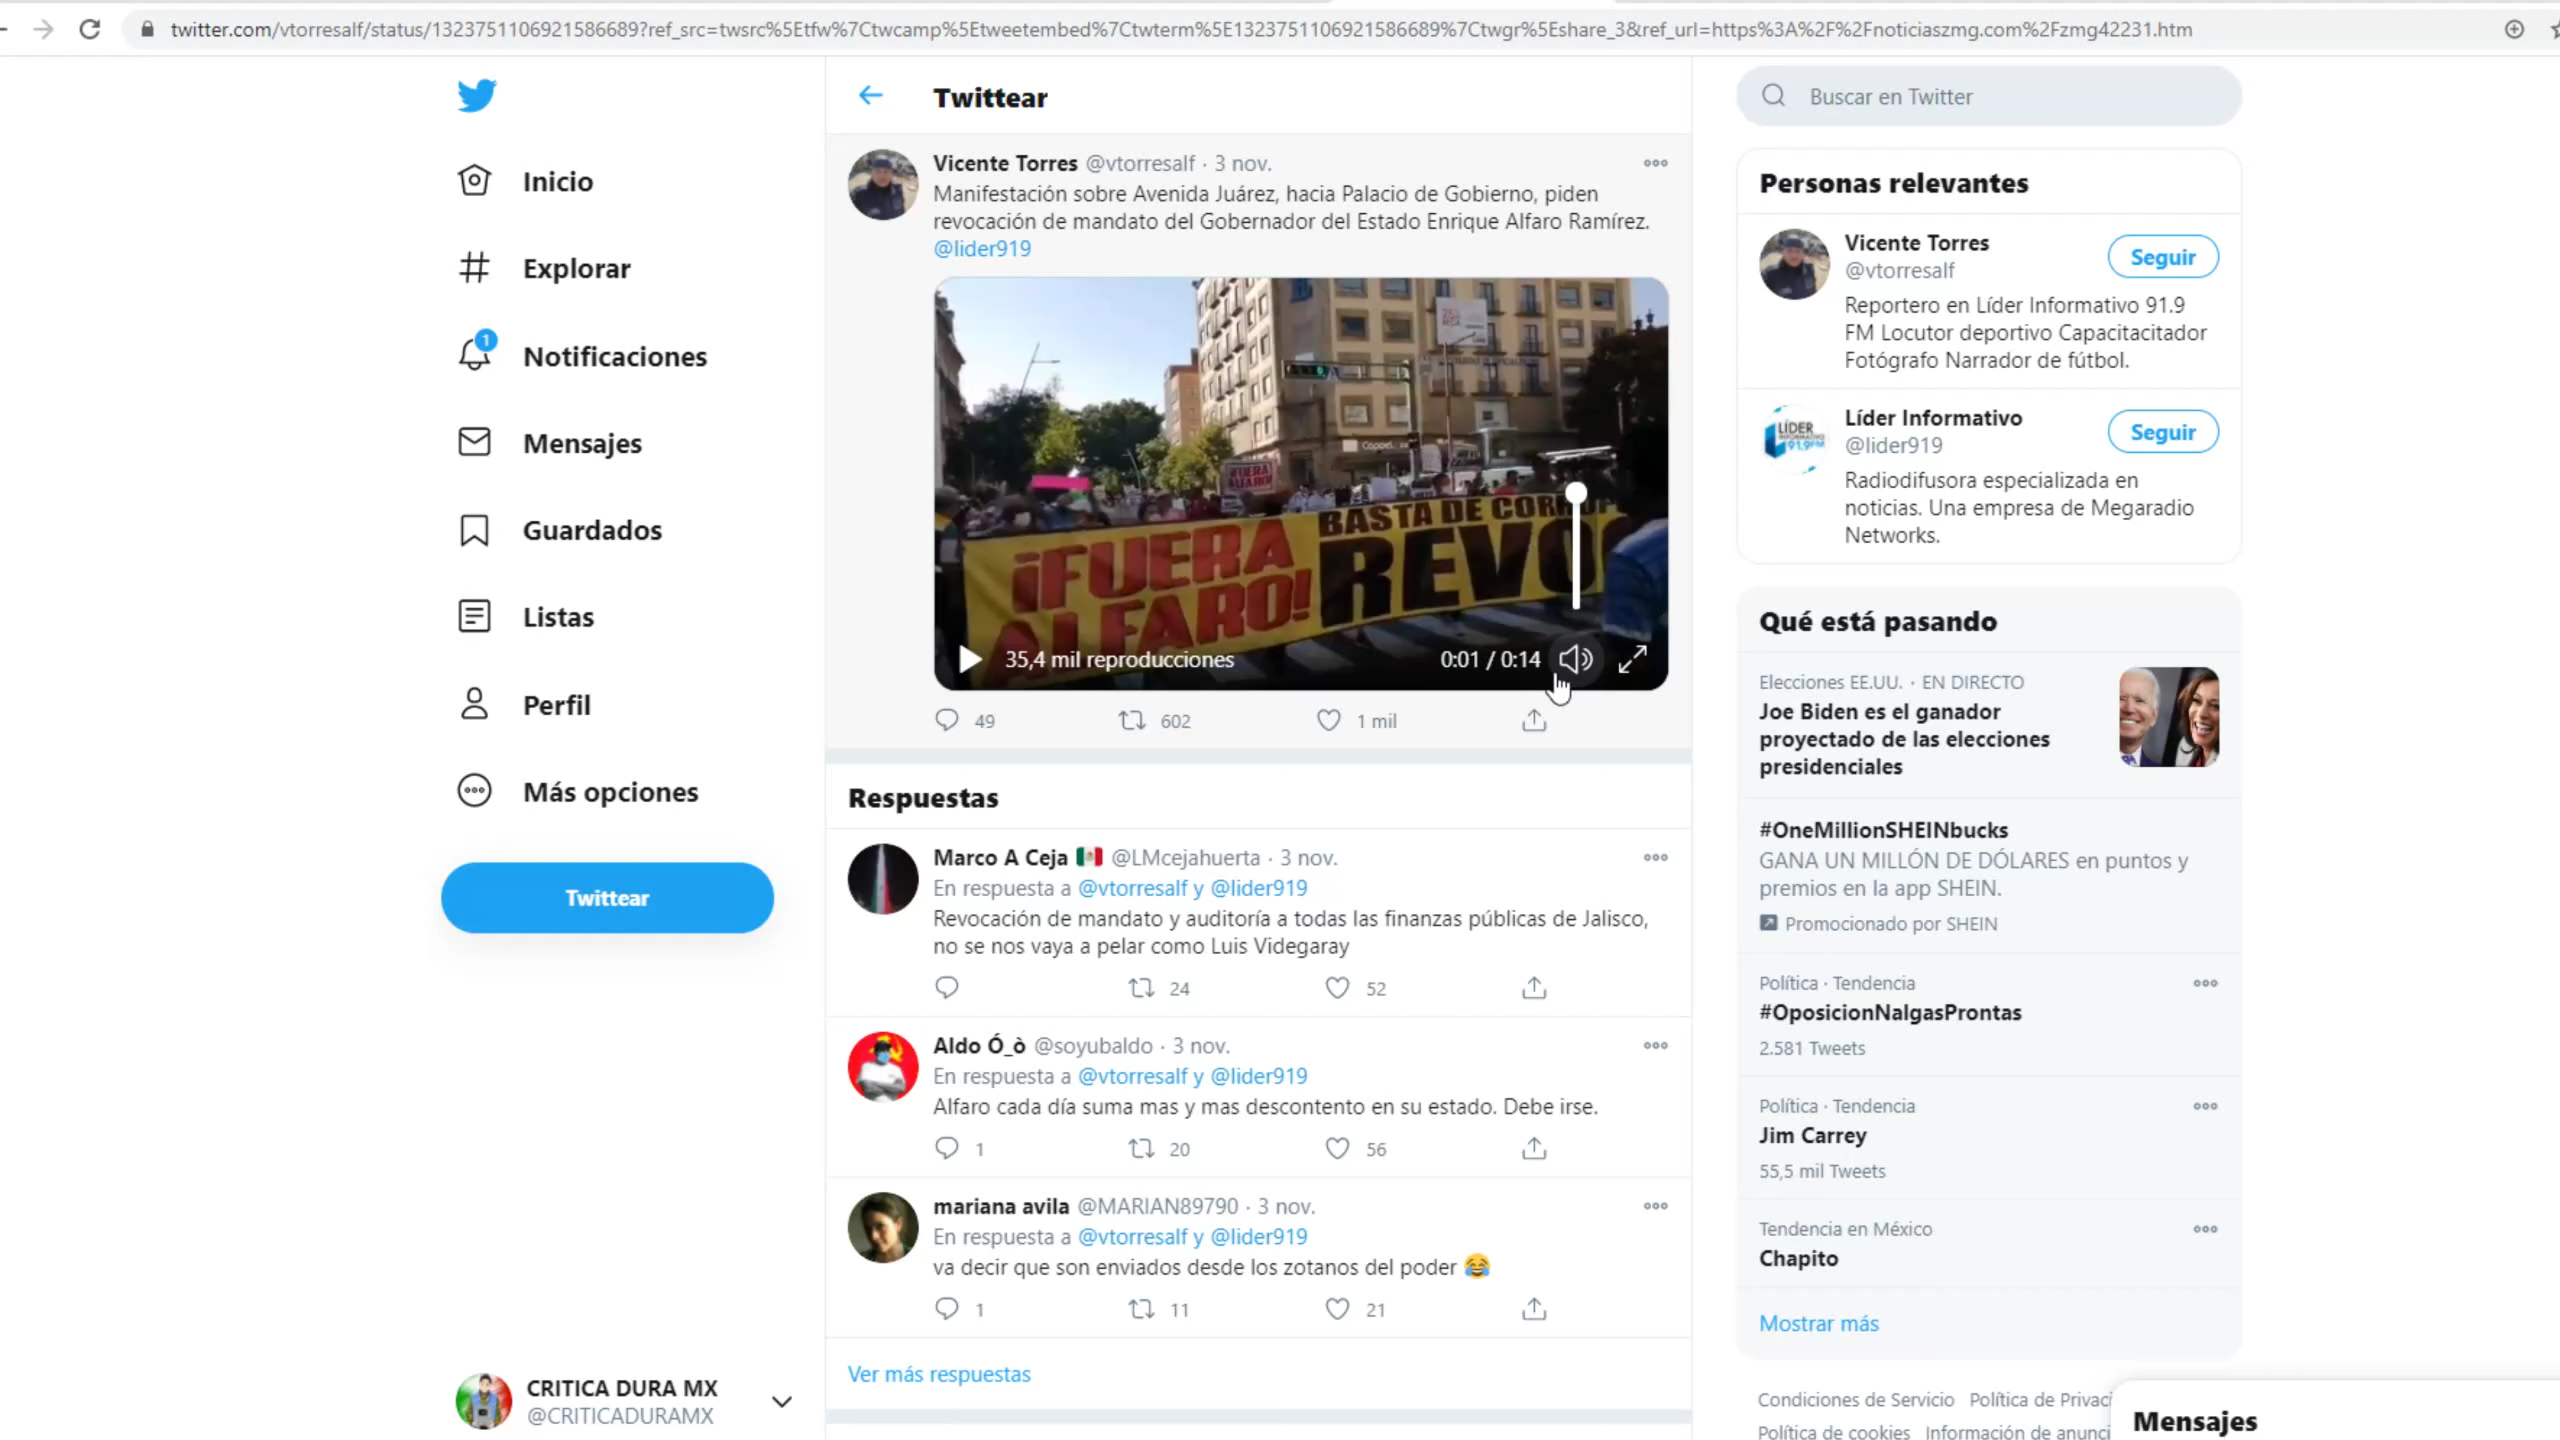 twitter.com/vtorresalf/status/1323751106921586689?ref_src=twsrc%5Etfw%7Ctwcamp%5Etweetembed%7Ctwterm%5E1323751106921586689%7Ctwgr%5Eshare_3&ref_url=https%3A%2F%2Fnoticiaszmg.com%2Fzmg42231.htm
Inicio
Explorar
1
Notificaciones
Mensajes
Guardados
Listas
Perfil
Más opciones
Twittear
CRITICA DURA MX
@CRITICADURAMX
Twittear
Vicente Torres @vtorresalf · 3 nov.
Manifestación sobre Avenida Juárez, hacia Palacio de Gobierno, piden
revocación de mandato del Gobernador del Estado Enrique Alfaro Ramírez.
@lider919
Coppel
¡FUERA
ALFARO!
¡FUERA
ALFARO!
BASTA DE CORRUP
REVO
35,4 mil reproducciones
0:01 / 0:14
49
602
1 mil
Respuestas
Marco A Ceja 🇲🇽 @LMcejahuerta · 3 nov.
En respuesta a @vtorresalf y @lider919
Revocación de mandato y auditoría a todas las finanzas públicas de Jalisco,
no se nos vaya a pelar como Luis Videgaray
24
52
Aldo Ó_ò @soyubaldo · 3 nov.
En respuesta a @vtorresalf y @lider919
Alfaro cada día suma mas y mas descontento en su estado. Debe irse.
1
20
56
mariana avila @MARIAN89790 · 3 nov.
En respuesta a @vtorresalf y @lider919
va decir que son enviados desde los zotanos del poder 😂
1
11
21
Ver más respuestas
Buscar en Twitter
Personas relevantes
Vicente Torres
@vtorresalf
Seguir
Reportero en Líder Informativo 91.9
FM Locutor deportivo Capacitacitador
Fotógrafo Narrador de fútbol.
LÍDER
INFORMATIVO
91.9FM
Líder Informativo
@lider919
Seguir
Radiodifusora especializada en
noticias. Una empresa de Megaradio
Networks.
Qué está pasando
Elecciones EE.UU. · EN DIRECTO
Joe Biden es el ganador
proyectado de las elecciones
presidenciales
#OneMillionSHEINbucks
GANA UN MILLÓN DE DÓLARES en puntos y
premios en la app SHEIN.
Promocionado por SHEIN
Política · Tendencia
#OposicionNalgasProntas
2.581 Tweets
Política · Tendencia
Jim Carrey
55,5 mil Tweets
Tendencia en México
Chapito
Mostrar más
Condiciones de Servicio Política de Privaci
Política de cookies Información de anunci
Mensajes